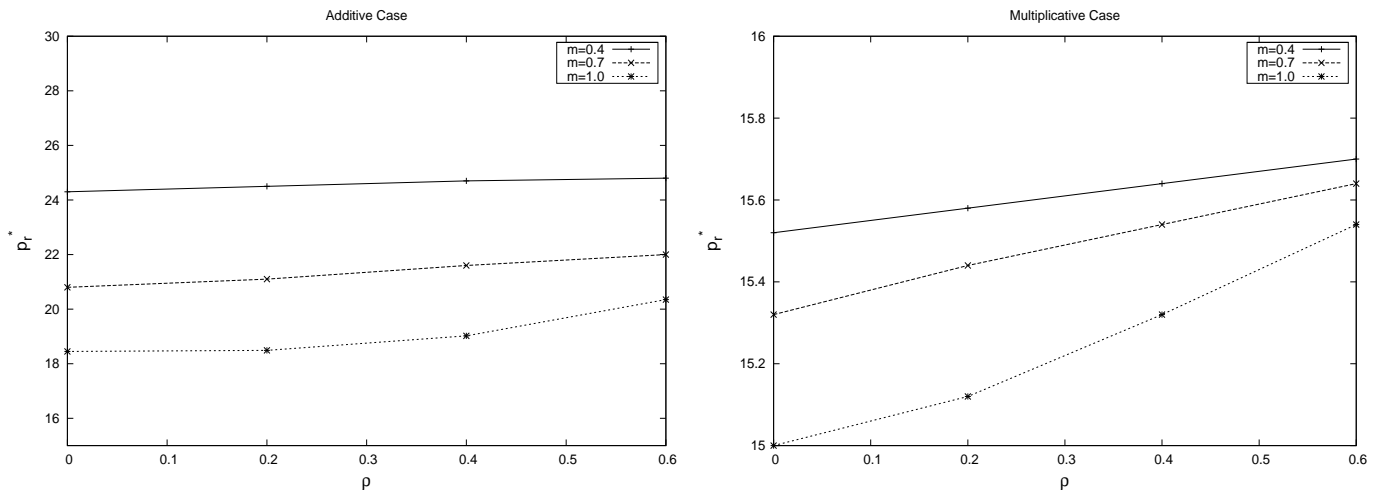 Additive Case
30
28
26
24
22
20
18
16
p_r^*
m=0.4
m=0.7
m=1.0
0 0.1 0.2 0.3 0.4 0.5 0.6
ρ
Multiplicative Case
16
15.8
15.6
15.4
15.2
15
p_r^*
m=0.4
m=0.7
m=1.0
0 0.1 0.2 0.3 0.4 0.5 0.6
ρ